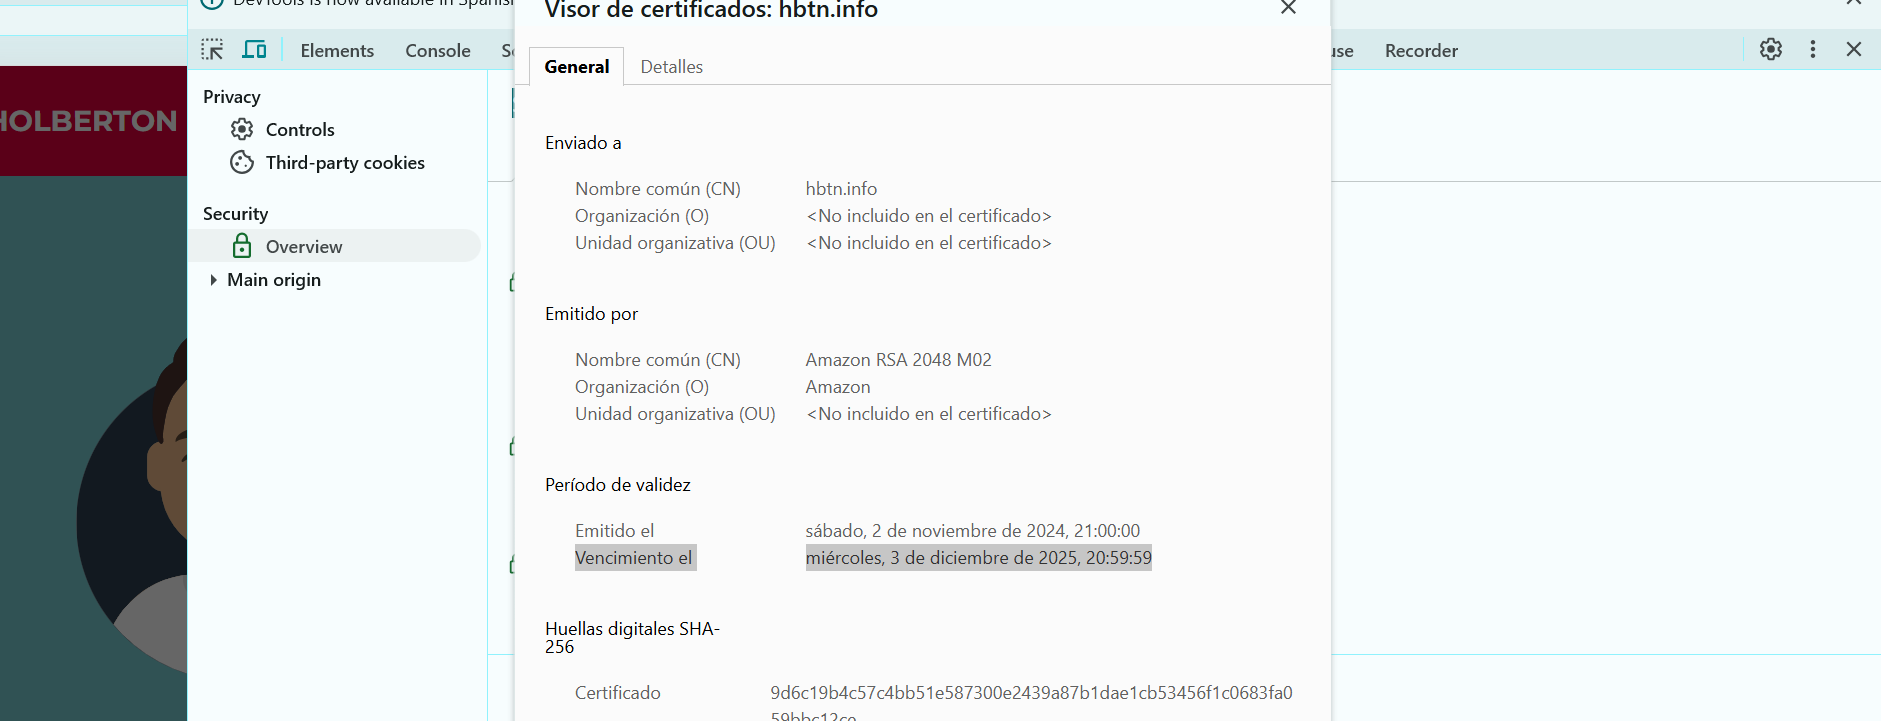 DevTools is now available in Spanish
Visor de certificados: hbtn.info
Elements Console Recorder
General Detalles
Privacy
Controls
Third-party cookies
Security
Overview
Main origin
HOLBERTON
Enviado a
Nombre común (CN) hbtn.info
Organización (O) <No incluido en el certificado>
Unidad organizativa (OU) <No incluido en el certificado>
Emitido por
Nombre común (CN) Amazon RSA 2048 M02
Organización (O) Amazon
Unidad organizativa (OU) <No incluido en el certificado>
Período de validez
Emitido el sábado, 2 de noviembre de 2024, 21:00:00
Vencimiento el miércoles, 3 de diciembre de 2025, 20:59:59
Huellas digitales SHA-
256
Certificado 9d6c19b4c57c4bb51e587300e2439a87b1dae1cb53456f1c0683fa0
59bbc12ce